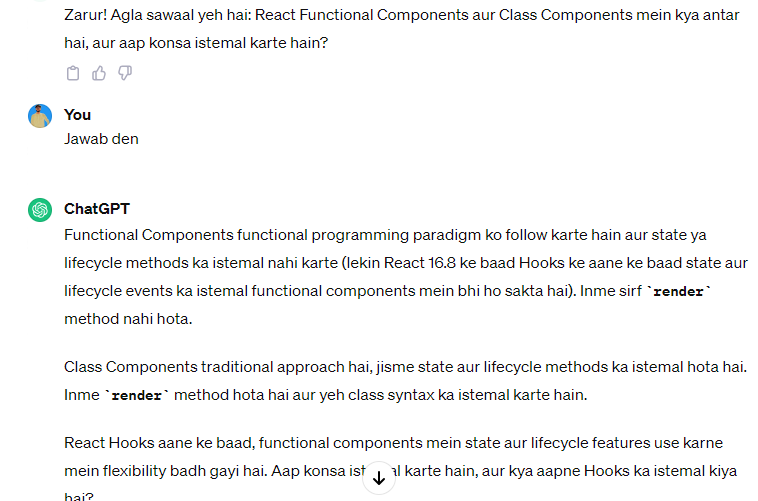 Zarur! Agla sawaal yeh hai: React Functional Components aur Class Components mein kya antar
hai, aur aap konsa istemal karte hain?
You
Jawab den
ChatGPT
Functional Components functional programming paradigm ko follow karte hain aur state ya
lifecycle methods ka istemal nahi karte (lekin React 16.8 ke baad Hooks ke aane ke baad state aur
lifecycle events ka istemal functional components mein bhi ho sakta hai). Inme sirf `render`
method nahi hota.
Class Components traditional approach hai, jisme state aur lifecycle methods ka istemal hota hai.
Inme `render` method hota hai aur yeh class syntax ka istemal karte hain.
React Hooks aane ke baad, functional components mein state aur lifecycle features use karne
mein flexibility badh gayi hai. Aap konsa karte hain, aur kya aapne Hooks ka istemal kiya
hai?